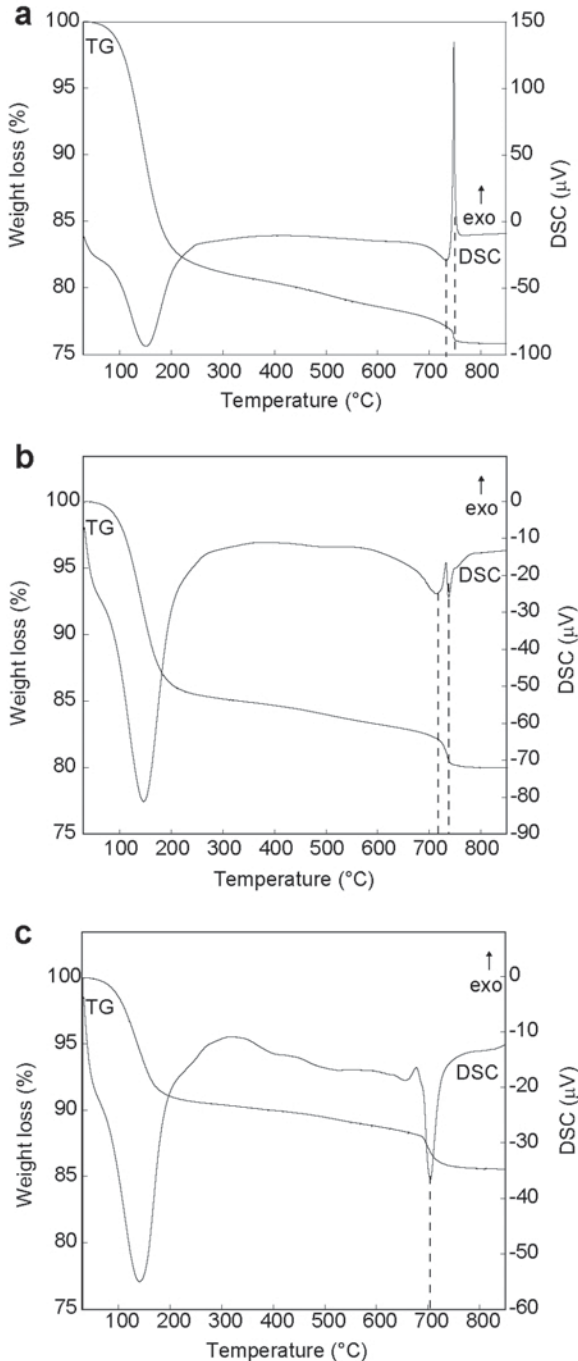 a
100
95
90
85
80
75
Weight loss (%)
TG
150
100
50
0
-50
-100
DSC (µV)
↑
exo
DSC
100 200 300 400 500 600 700 800
Temperature (°C)
b
100
95
90
85
80
75
Weight loss (%)
TG
0
-10
-20
-30
-40
-50
-60
-70
-80
-90
DSC (µV)
↑
exo
DSC
100 200 300 400 500 600 700 800
Temperature (°C)
c
100
95
90
85
80
75
Weight loss (%)
TG
0
-10
-20
-30
-40
-50
-60
DSC (µV)
↑
exo
DSC
100 200 300 400 500 600 700 800
Temperature (°C)